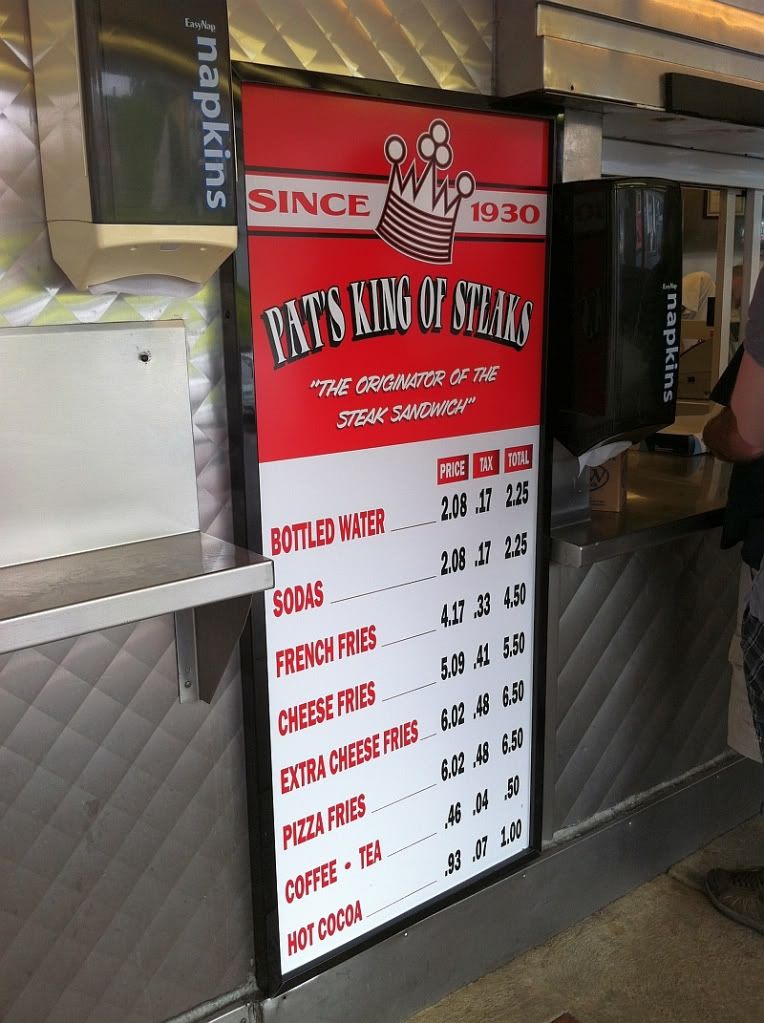 EasyNap
napkins
SINCE 1930
PAT'S KING OF STEAKS
"THE ORIGINATOR OF THE
STEAK SANDWICH"
PRICE TAX TOTAL
BOTTLED WATER 2.08 .17 2.25
SODAS 2.08 .17 2.25
FRENCH FRIES 4.17 .33 4.50
CHEESE FRIES 5.09 .41 5.50
EXTRA CHEESE FRIES 6.02 .48 6.50
PIZZA FRIES 6.02 .48 6.50
COFFEE • TEA .46 .04 .50
HOT COCOA .93 .07 1.00
EasyNap
napkins